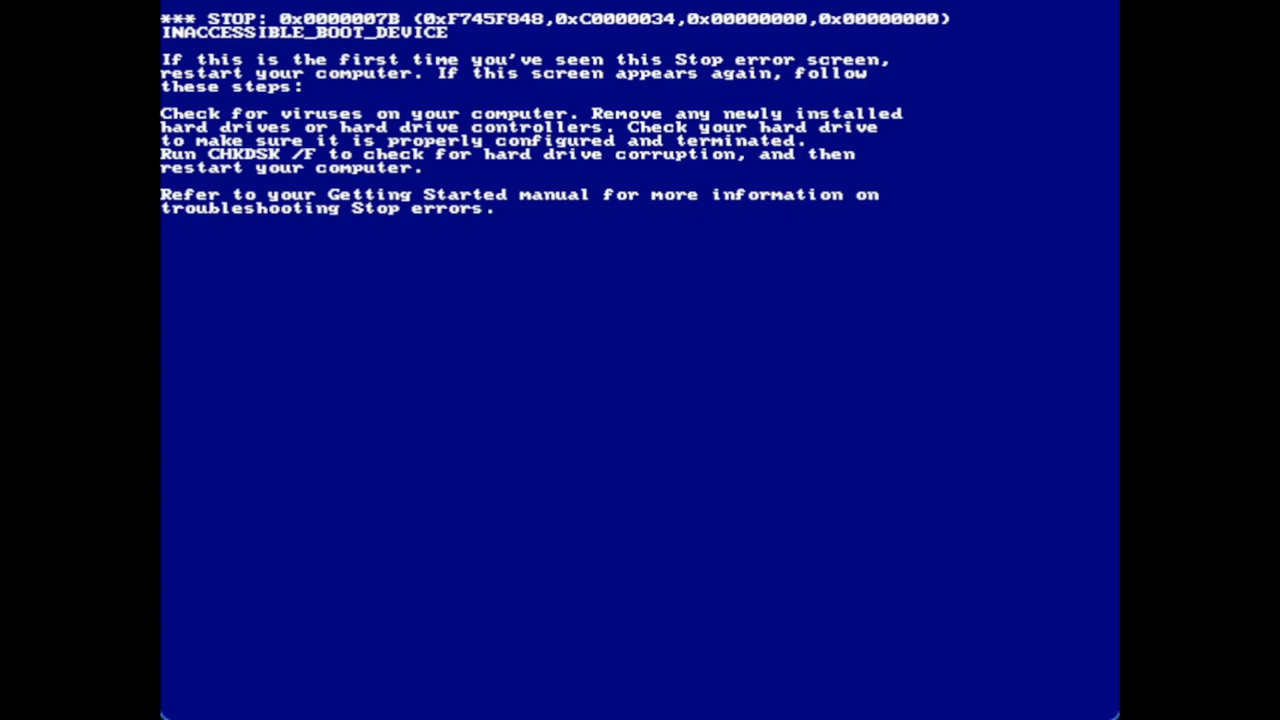 *** STOP: 0x0000007B (0xF745F848,0xC0000034,0x00000000,0x00000000)
INACCESSIBLE_BOOT_DEVICE
If this is the first time you've seen this Stop error screen,
restart your computer. If this screen appears again, follow
these steps:
Check for viruses on your computer. Remove any newly installed
hard drives or hard drive controllers. Check your hard drive
to make sure it is properly configured and terminated.
Run CHKDSK /F to check for hard drive corruption, and then
restart your computer.
Refer to your Getting Started manual for more information on
troubleshooting Stop errors.